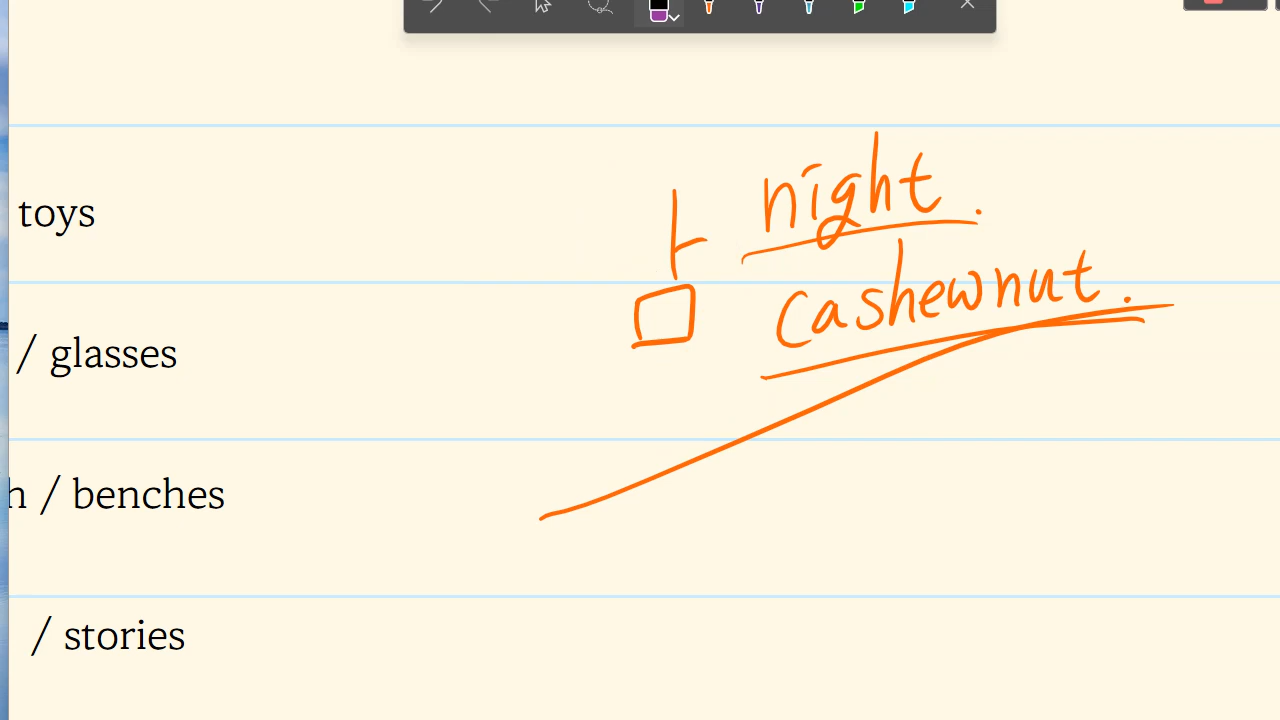 toys
/ glasses
h / benches
/ stories
night.
cashewnut.